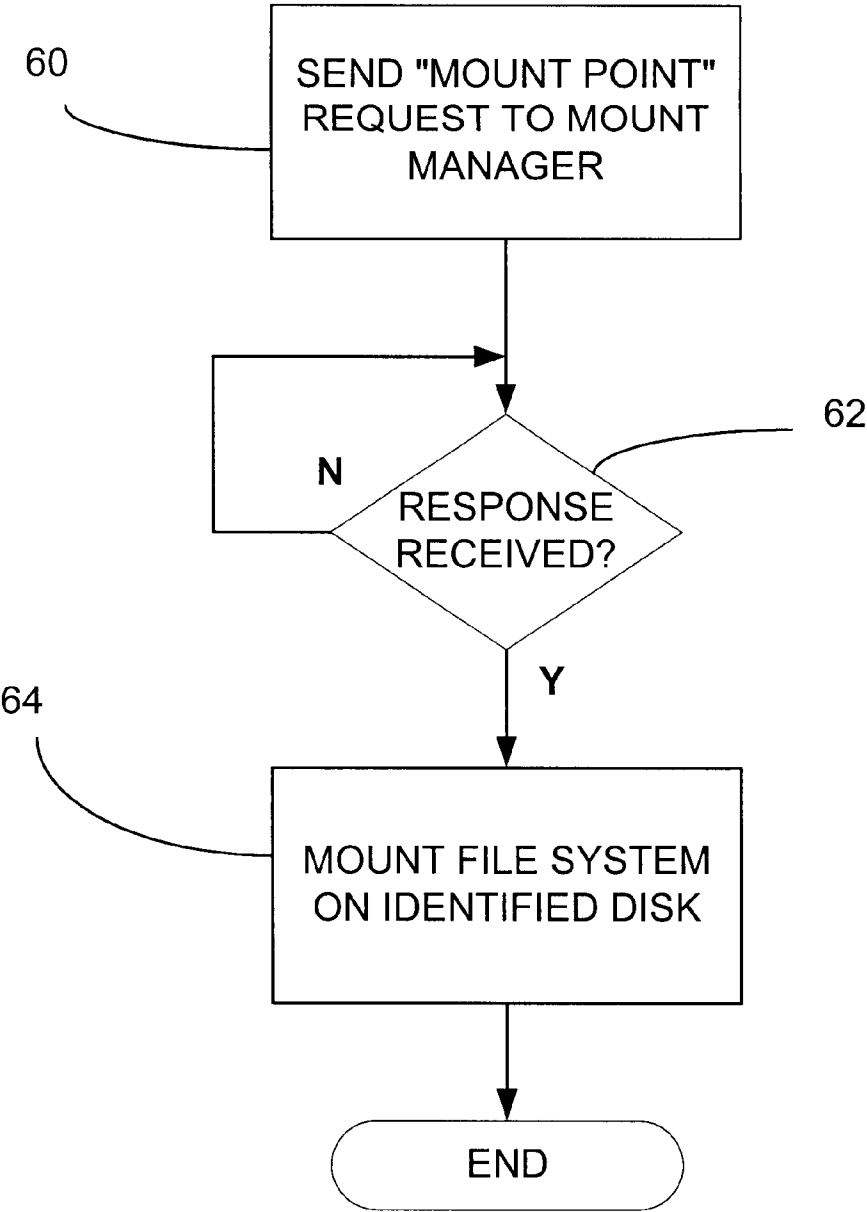 60
SEND "MOUNT POINT"
REQUEST TO MOUNT
MANAGER
62
N
RESPONSE
RECEIVED?
Y
64
MOUNT FILE SYSTEM
ON IDENTIFIED DISK
END